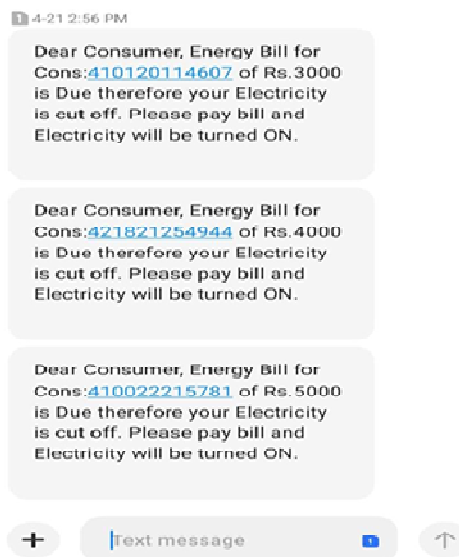 1 4-21 2:56 PM
Dear Consumer, Energy Bill for
Cons:410120114607 of Rs.3000
is Due therefore your Electricity
is cut off. Please pay bill and
Electricity will be turned ON.
Dear Consumer, Energy Bill for
Cons:421821254944 of Rs.4000
is Due therefore your Electricity
is cut off. Please pay bill and
Electricity will be turned ON.
Dear Consumer, Energy Bill for
Cons:410022215781 of Rs.5000
is Due therefore your Electricity
is cut off. Please pay bill and
Electricity will be turned ON.
Text message 1